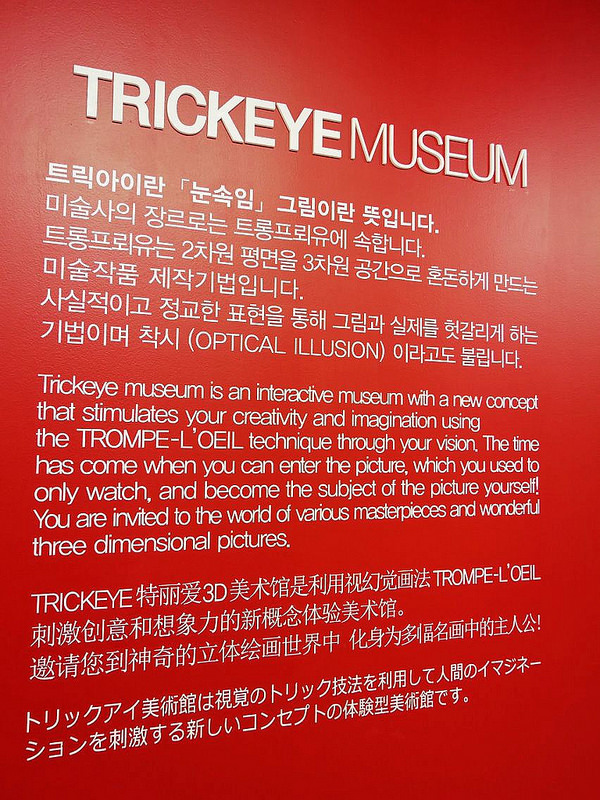 TRICKEYE MUSEUM
트릭아이란 「눈속임」 그림이란 뜻입니다.
미술사의 장르로는 트롱프뢰유에 속합니다.
트롱프뢰유는 2차원 평면을 3차원 공간으로 혼돈하게 만드는
미술작품 제작기법입니다.
사실적이고 정교한 표현을 통해 그림과 실제를 헛갈리게 하는
기법이며 착시 (OPTICAL ILLUSION) 이라고도 불립니다.
Trickeye museum is an interactive museum with a new concept
that stimulates your creativity and imagination using
the TROMPE-L'OEIL technique through your vision. The time
has come when you can enter the picture, which you used to
only watch, and become the subject of the picture yourself!
You are invited to the world of various masterpieces and wonderful
three dimensional pictures.
TRICKEYE 特丽爱3D美术馆是利用视幻觉画法 TROMPE-L'OEIL
刺激创意和想象力的新概念体验美术馆。
邀请您到神奇的立体绘画世界中 化身为多幅名画中的主人公!
トリックアイ美術館は視覚のトリック技法を利用して人間のイマジネー
ションを刺激する新しいコンセプトの体験型美術館です。